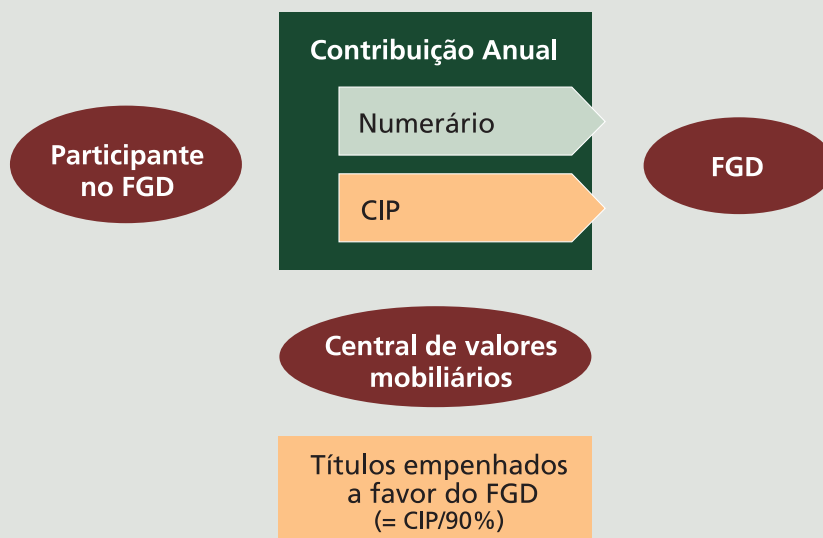 Contribuição Anual
Numerário
Participante
no FGD
FGD
CIP
Central de valores
mobiliários
Títulos empenhados
a favor do FGD
(= CIP/90%)